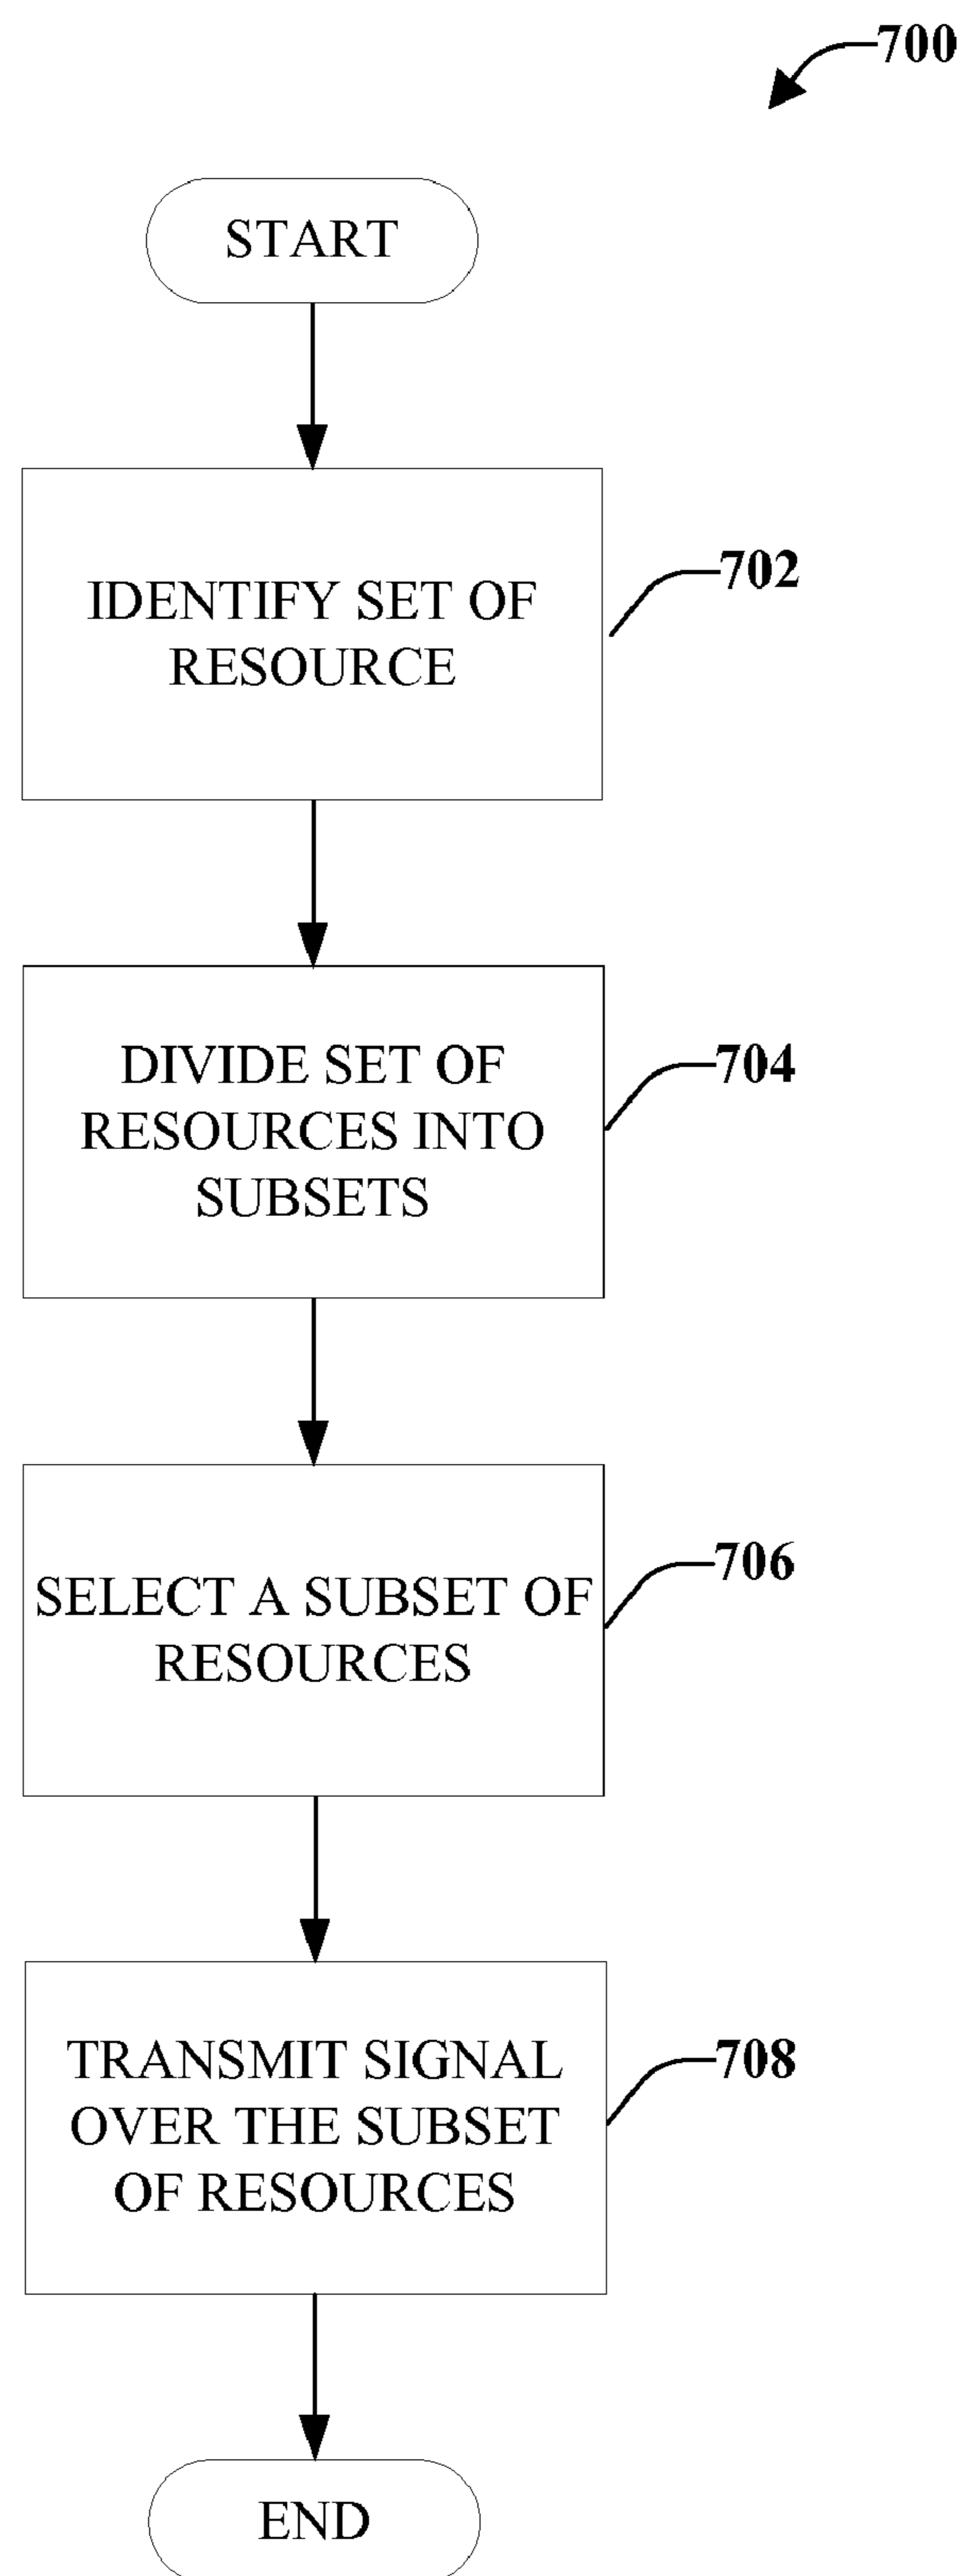 700
START
IDENTIFY SET OF
RESOURCE
702
DIVIDE SET OF
RESOURCES INTO
SUBSETS
704
SELECT A SUBSET OF
RESOURCES
706
TRANSMIT SIGNAL
OVER THE SUBSET
OF RESOURCES
708
END